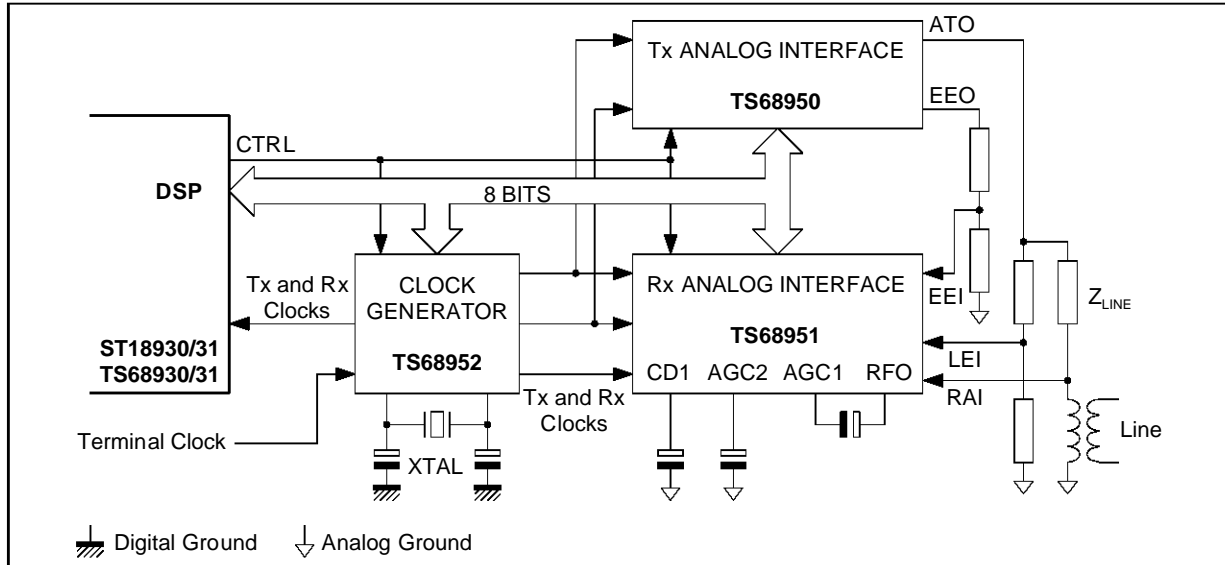 ATO
Tx ANALOG INTERFACE
TS68950
EEO
CTRL
DSP
8 BITS
Tx and Rx
Clocks
CLOCK
GENERATOR
TS68952
Rx ANALOG INTERFACE
TS68951
EEI
ZLINE
LEI
ST18930/31
TS68930/31
CD1 AGC2 AGC1 RFO
RAI
Tx and Rx
Clocks
Terminal Clock
XTAL
Line
Digital Ground
Analog Ground